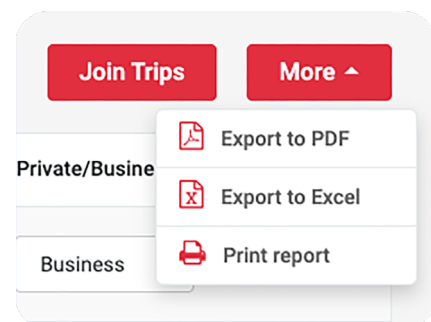 Join Trips
More
Export to PDF
Private/Busine
Export to Excel
Business
Print report